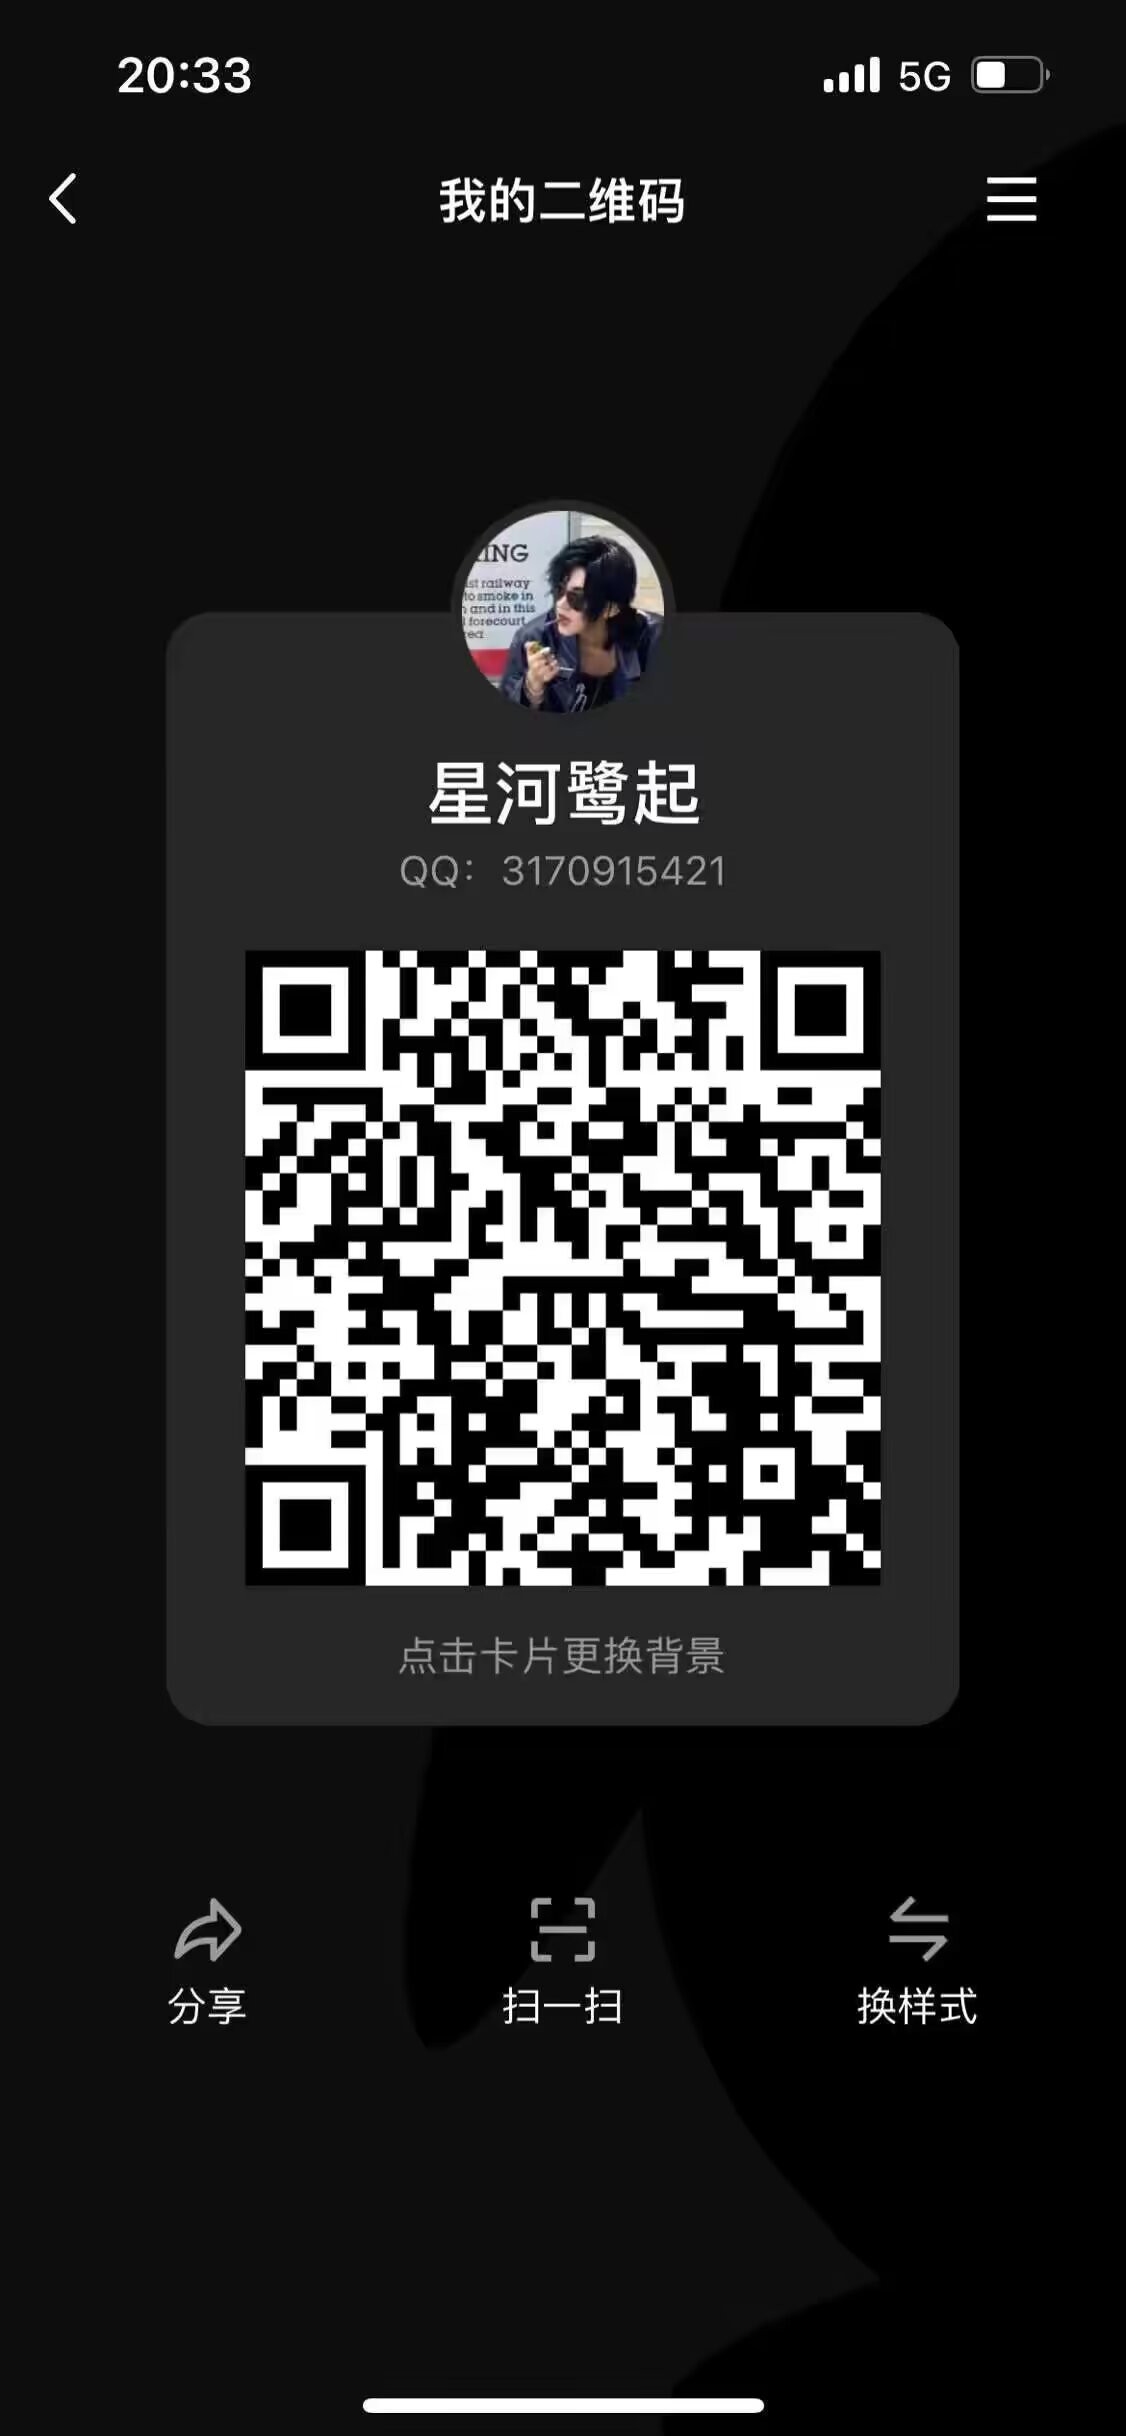 20:33
5G
我的二维码
KING
st railway
to smoke in
and in this
forecourt
rea
星河鹭起
QQ：3170915421
点击卡片更换背景
分享
扫一扫
换样式